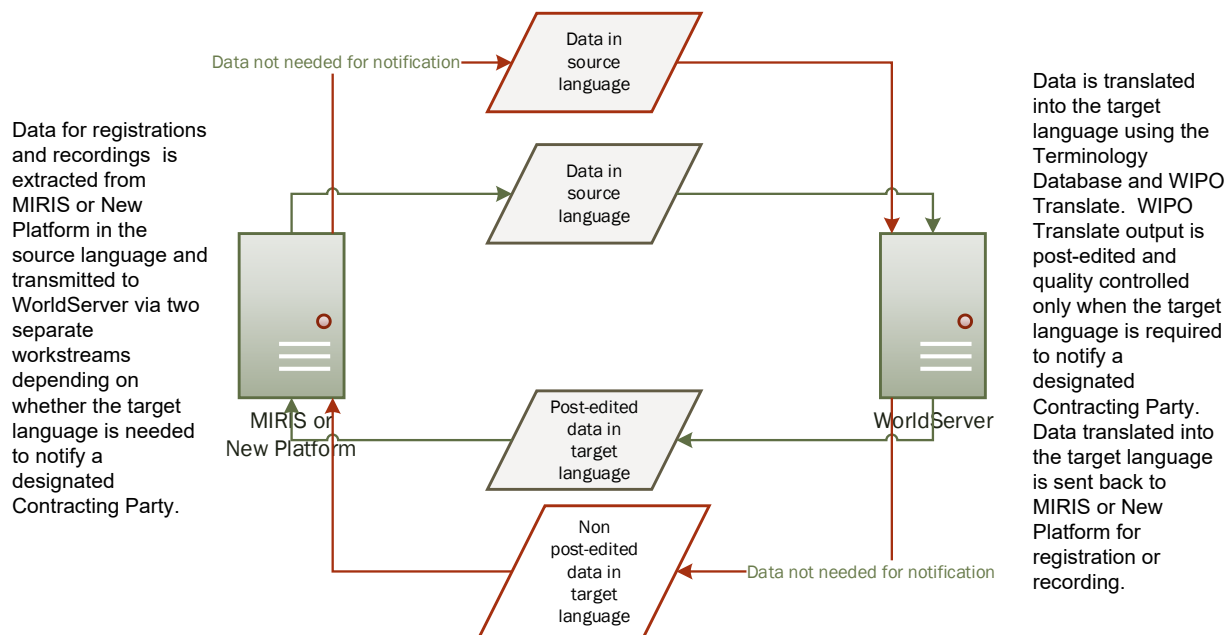 Data for registrations
and recordings  is
extracted from
MIRIS or New
Platform in the
source language and
transmitted to
WorldServer via two
separate
workstreams
depending on
whether the target
language is needed
to notify a
designated
Contracting Party.
Data not needed for notification
Data in
source
language
Data in
source
language
MIRIS or
New Platform
WorldServer
Post-edited
data in
target
language
Non
post-edited
data in
target
language
Data not needed for notification
Data is translated
into the target
language using the
Terminology
Database and WIPO
Translate.  WIPO
Translate output is
post-edited and
quality controlled
only when the target
language is required
to notify a
designated
Contracting Party.
Data translated into
the target language
is sent back to
MIRIS or New
Platform for
registration or
recording.